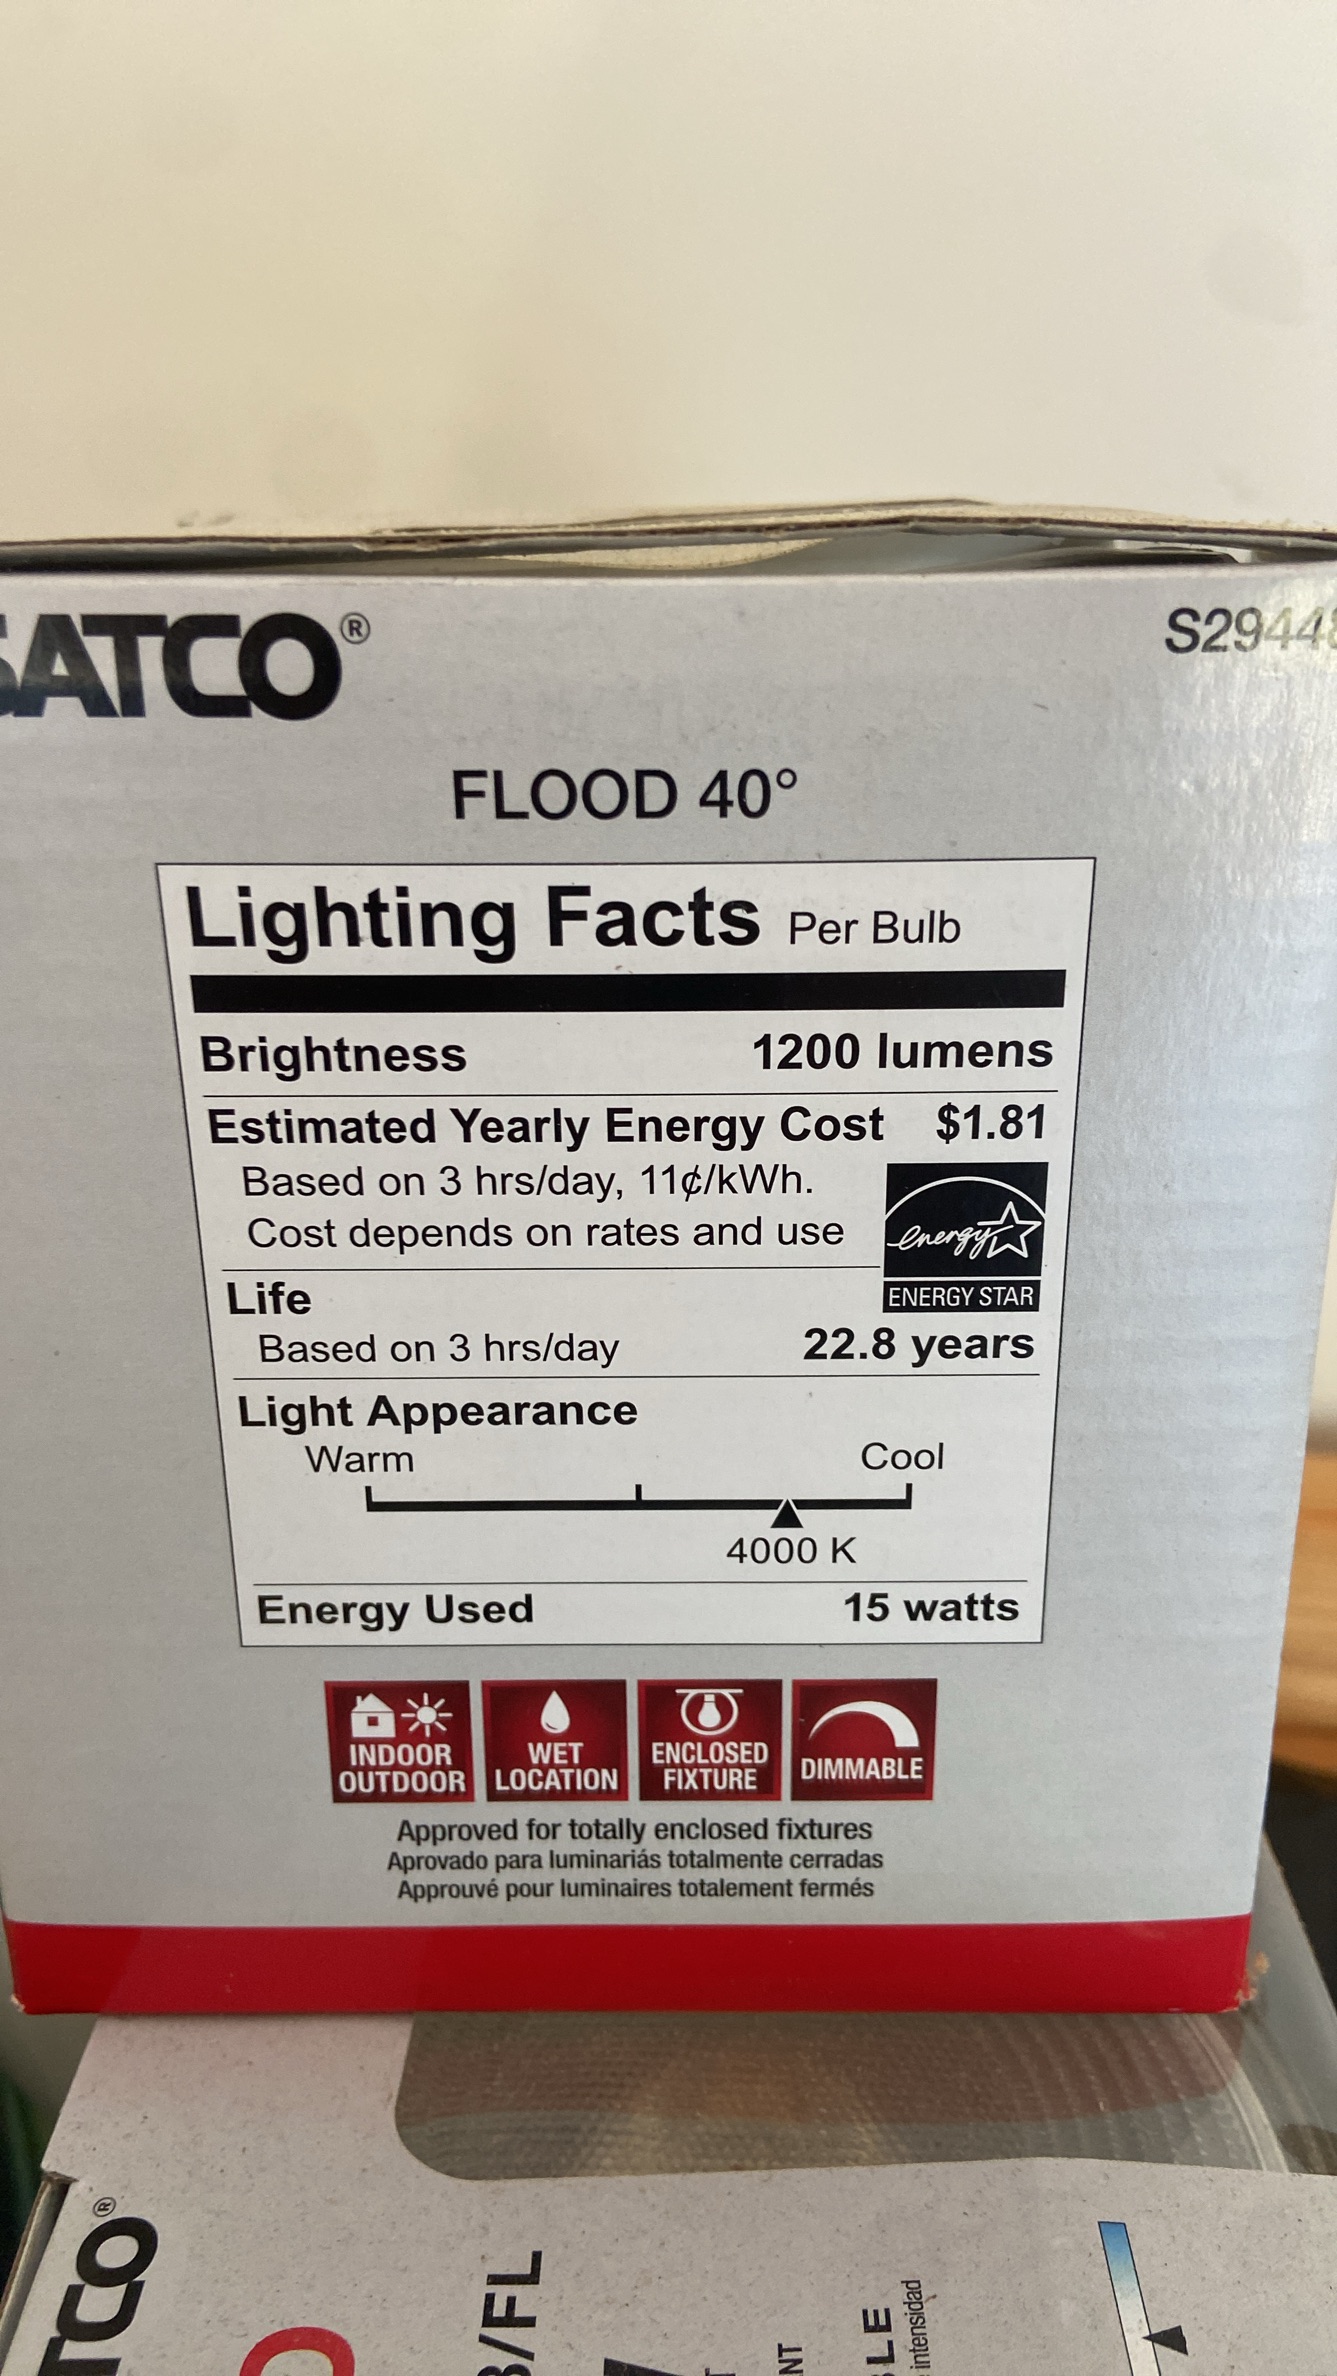 SATCO®
S29448
FLOOD 40°
Lighting Facts Per Bulb
Brightness 1200 lumens
Estimated Yearly Energy Cost $1.81
Based on 3 hrs/day, 11¢/kWh.
Cost depends on rates and use
energy
ENERGY STAR
Life
Based on 3 hrs/day 22.8 years
Light Appearance
Warm Cool
4000 K
Energy Used 15 watts
INDOOR
OUTDOOR
WET
LOCATION
ENCLOSED
FIXTURE
DIMMABLE
Approved for totally enclosed fixtures
Aprovado para luminariás totalmente cerradas
Approuvé pour luminaires totalement fermés
TCO®
/FL
intensidad